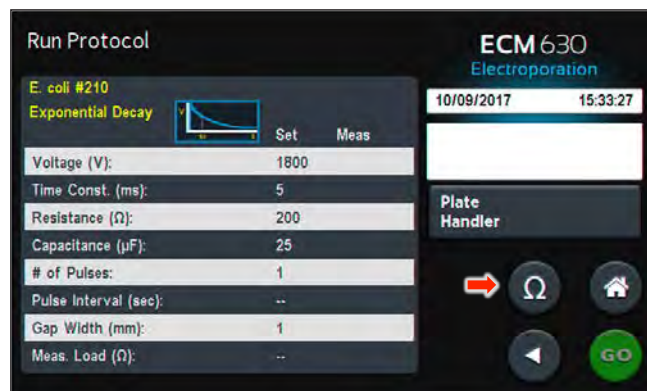 Run Protocol
ECM 630
Electroporation
E. coli #210
Exponential Decay
V
Set Meas
10/09/2017 15:33:27
Voltage (V): 1800
Time Const. (ms): 5
Resistance (Ω): 200
Capacitance (µF): 25
# of Pulses: 1
Pulse Interval (sec): --
Gap Width (mm): 1
Meas. Load (Ω): --
Plate
Handler
Ω
GO